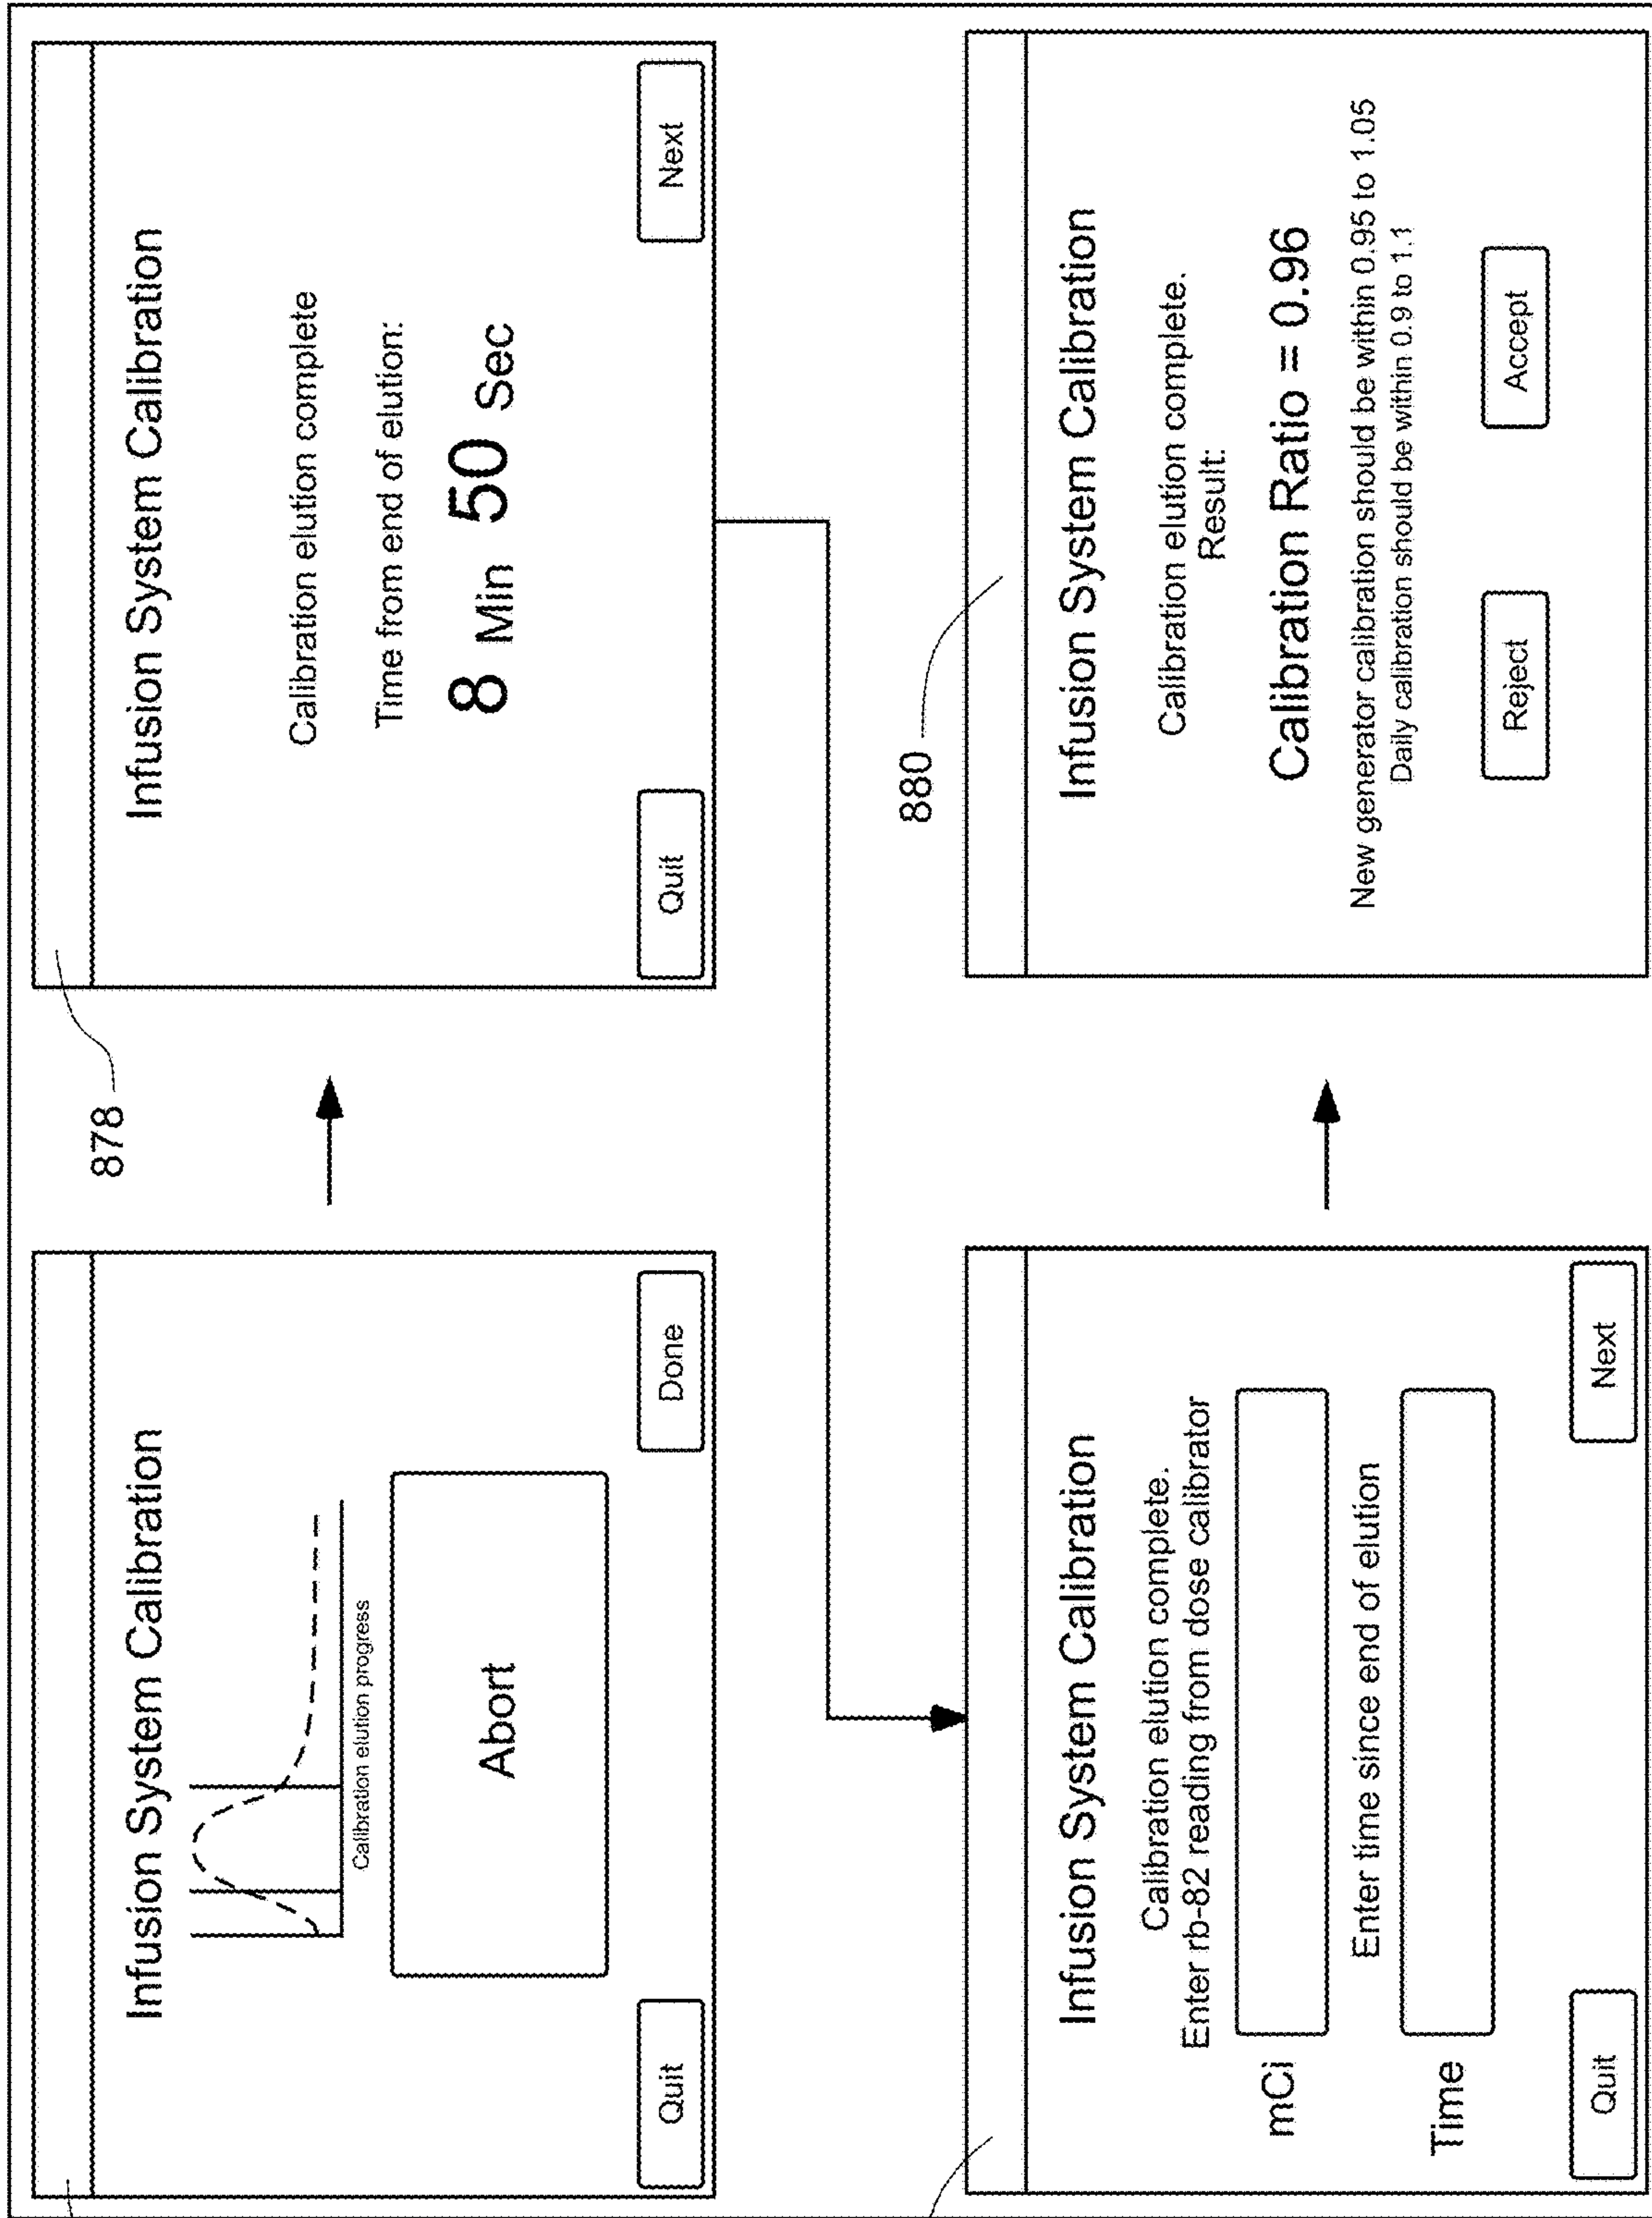 Infusion System Calibration
Calibration elution progress
Abort
Quit
Done
878
Infusion System Calibration
Calibration elution complete
Time from end of elution:
8 Min 50 Sec
Quit
Next
Infusion System Calibration
Calibration elution complete.
Enter rb-82 reading from dose calibrator
mCi
Enter time since end of elution
Time
Quit
Next
880
Infusion System Calibration
Calibration elution complete.
Result:
Calibration Ratio = 0.96
New generator calibration should be within 0.95 to 1.05
Daily calibration should be within 0.9 to 1.1
Reject
Accept